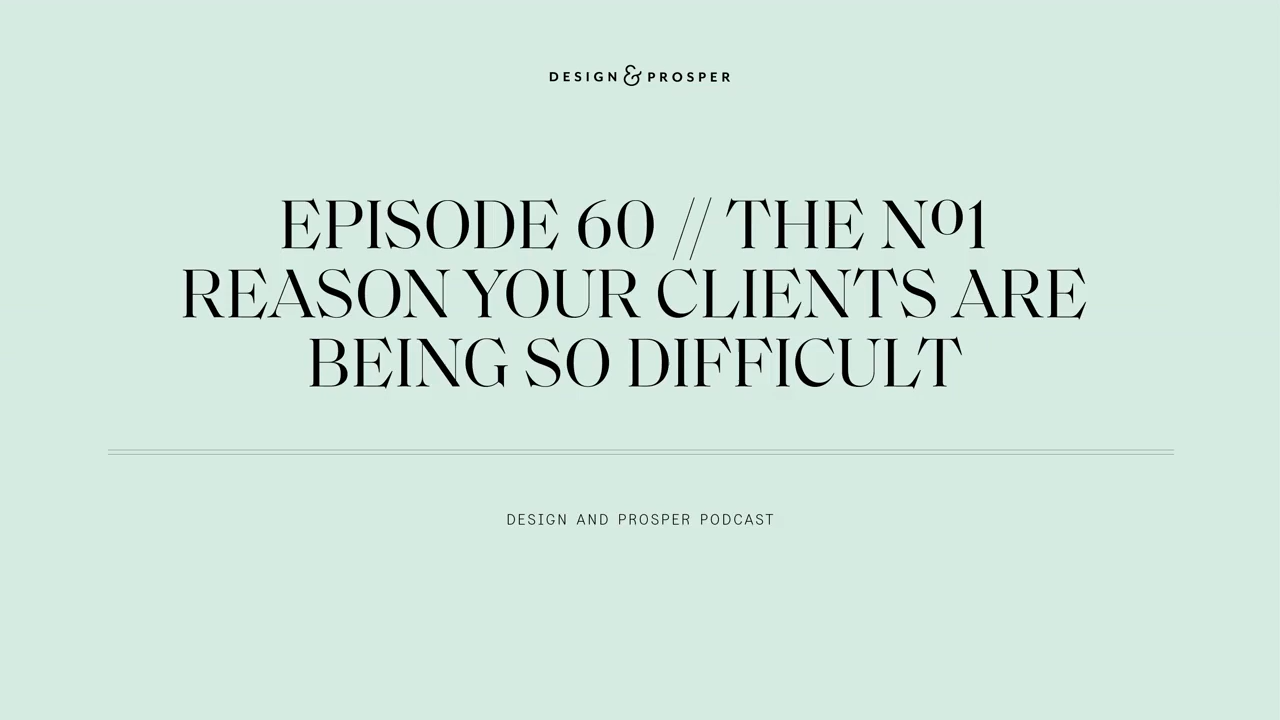 DESIGN & PROSPER
EPISODE 60 // THE Nº1
REASON YOUR CLIENTS ARE
BEING SO DIFFICULT
DESIGN AND PROSPER PODCAST